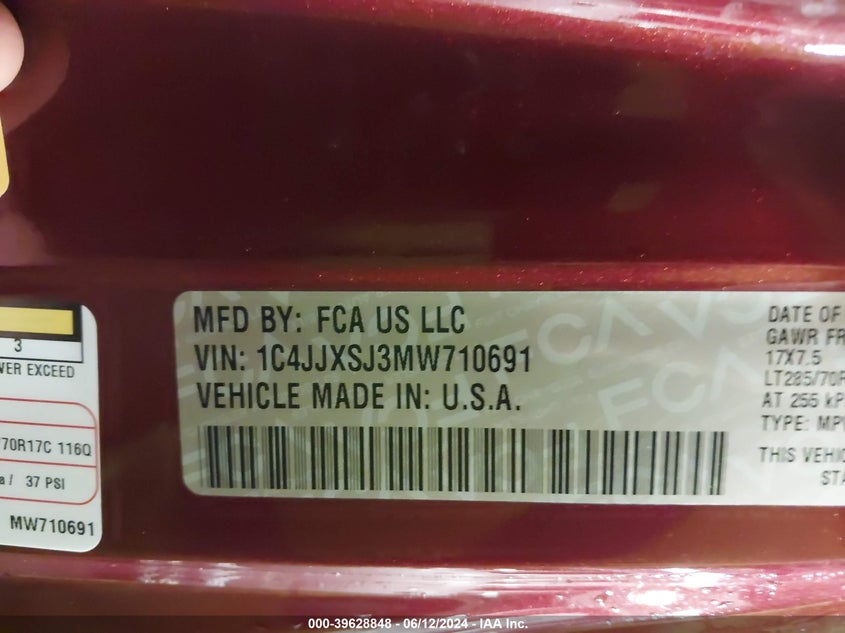 3
VER EXCEED
70R17C 116Q
a / 37 PSI
MW710691
MFD BY: FCA US LLC
VIN: 1C4JJXSJ3MW710691
VEHICLE MADE IN: U.S.A.
DATE OF
GAWR FR
17X7.5
LT285/70R
AT 255 kP
TYPE: MP
THIS VEHIC
STA
000-39628848 - 06/12/2024 - IAA Inc.